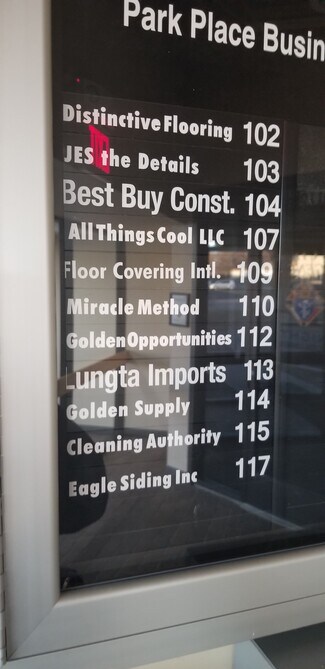 Park Place Busin
Distinctive Flooring 102
JES the Details 103
Best Buy Const. 104
All Things Cool LLC 107
Floor Covering Intl. 109
Miracle Method 110
Golden Opportunities 112
Lungta Imports 113
Golden Supply 114
Cleaning Authority 115
Eagle Siding Inc 117